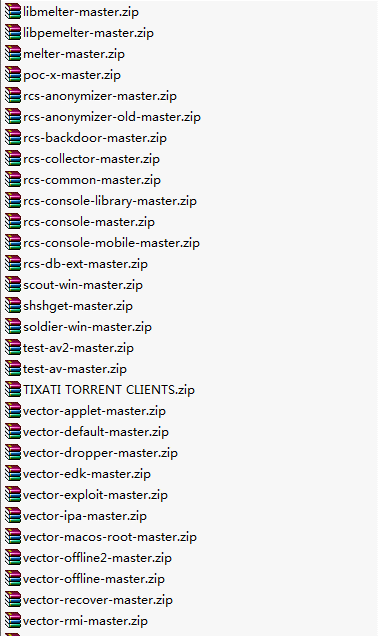 libmelter-master.zip
libpemelter-master.zip
melter-master.zip
poc-x-master.zip
rcs-anonymizer-master.zip
rcs-anonymizer-old-master.zip
rcs-backdoor-master.zip
rcs-collector-master.zip
rcs-common-master.zip
rcs-console-library-master.zip
rcs-console-master.zip
rcs-console-mobile-master.zip
rcs-db-ext-master.zip
scout-win-master.zip
shshget-master.zip
soldier-win-master.zip
test-av2-master.zip
test-av-master.zip
TIXATI TORRENT CLIENTS.zip
vector-applet-master.zip
vector-default-master.zip
vector-dropper-master.zip
vector-edk-master.zip
vector-exploit-master.zip
vector-ipa-master.zip
vector-macos-root-master.zip
vector-offline2-master.zip
vector-offline-master.zip
vector-recover-master.zip
vector-rmi-master.zip